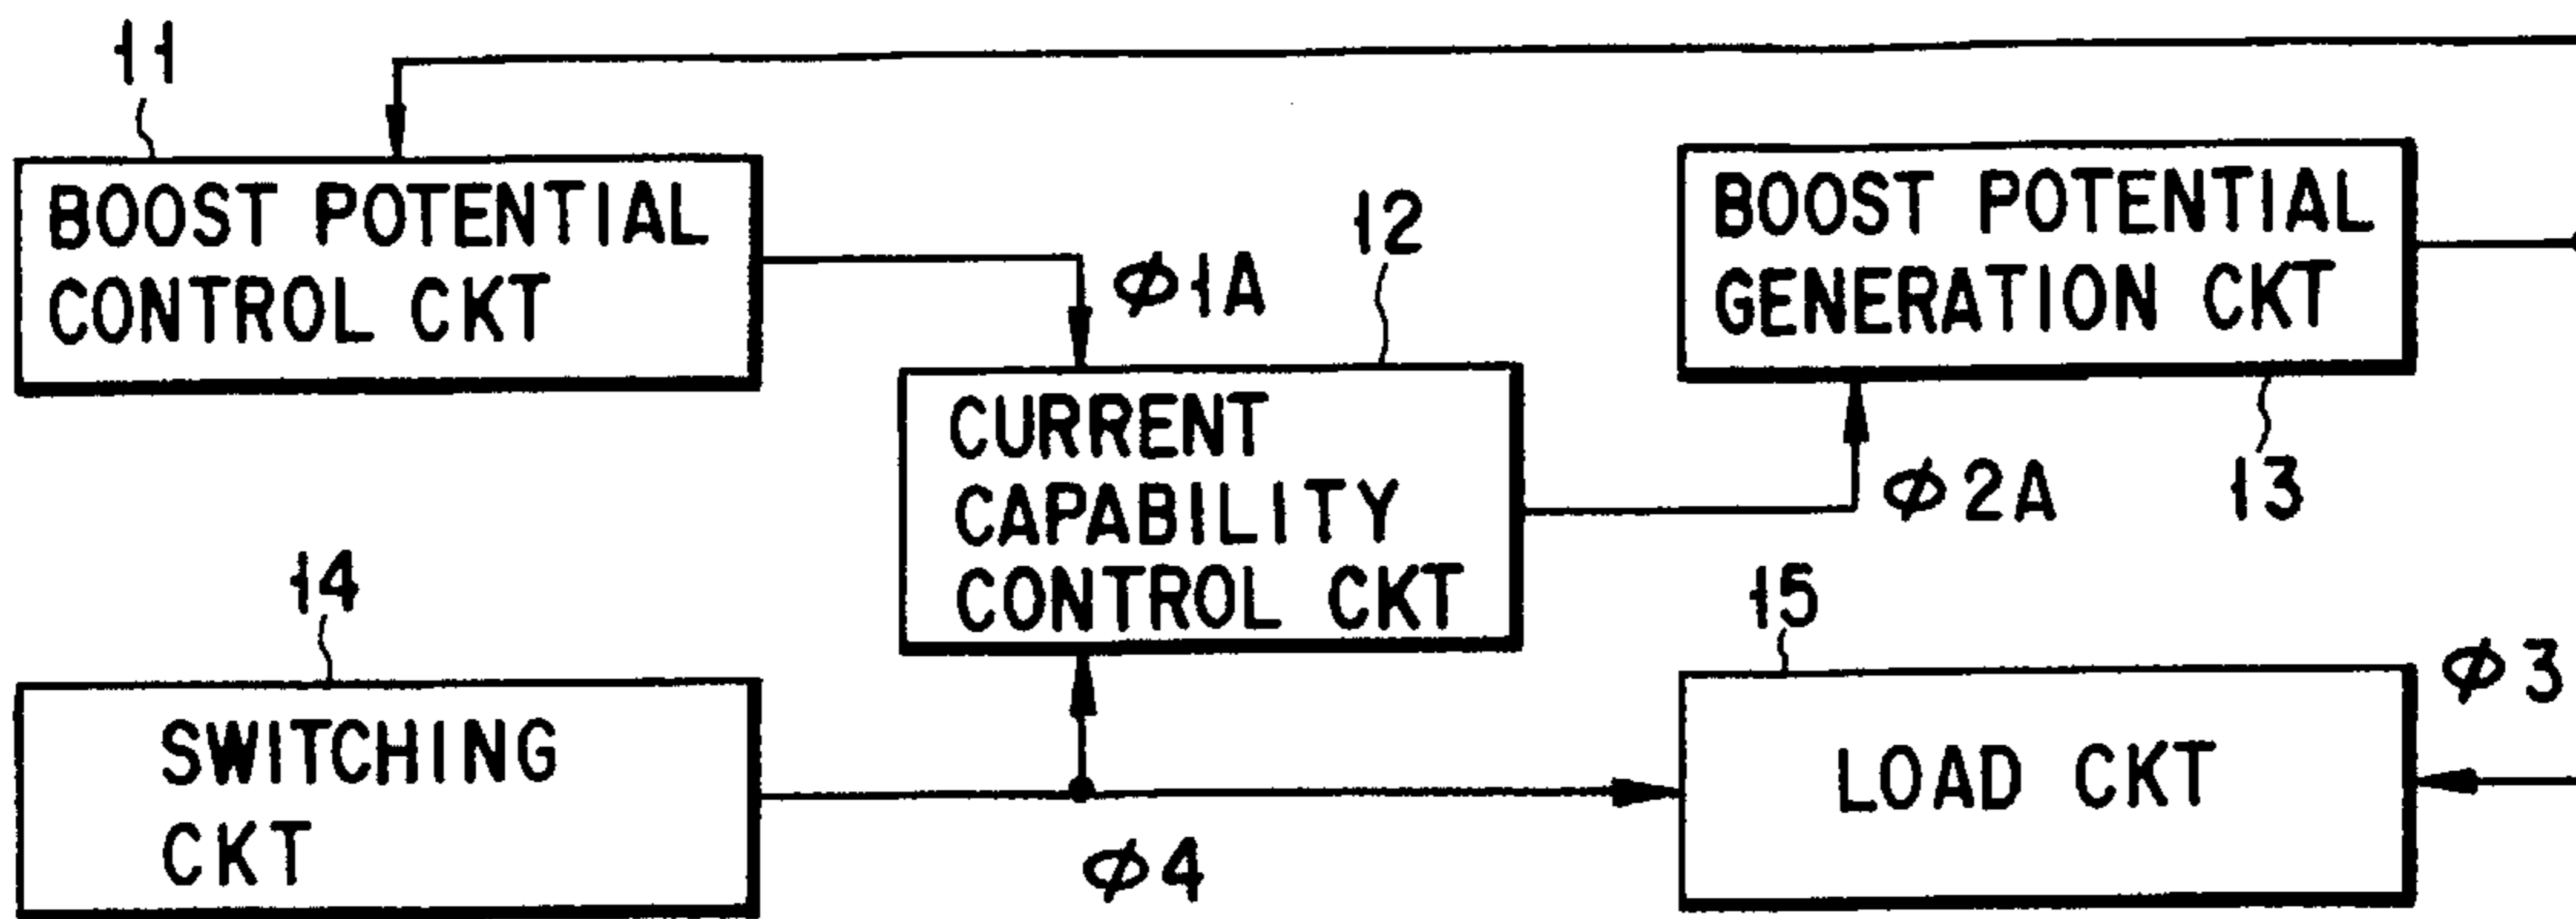 11
BOOST POTENTIAL
CONTROL CKT
ϕ1A
12
BOOST POTENTIAL
GENERATION CKT
13
CURRENT
CAPABILITY
CONTROL CKT
ϕ2A
14
SWITCHING
CKT
ϕ4
15
LOAD CKT
ϕ3